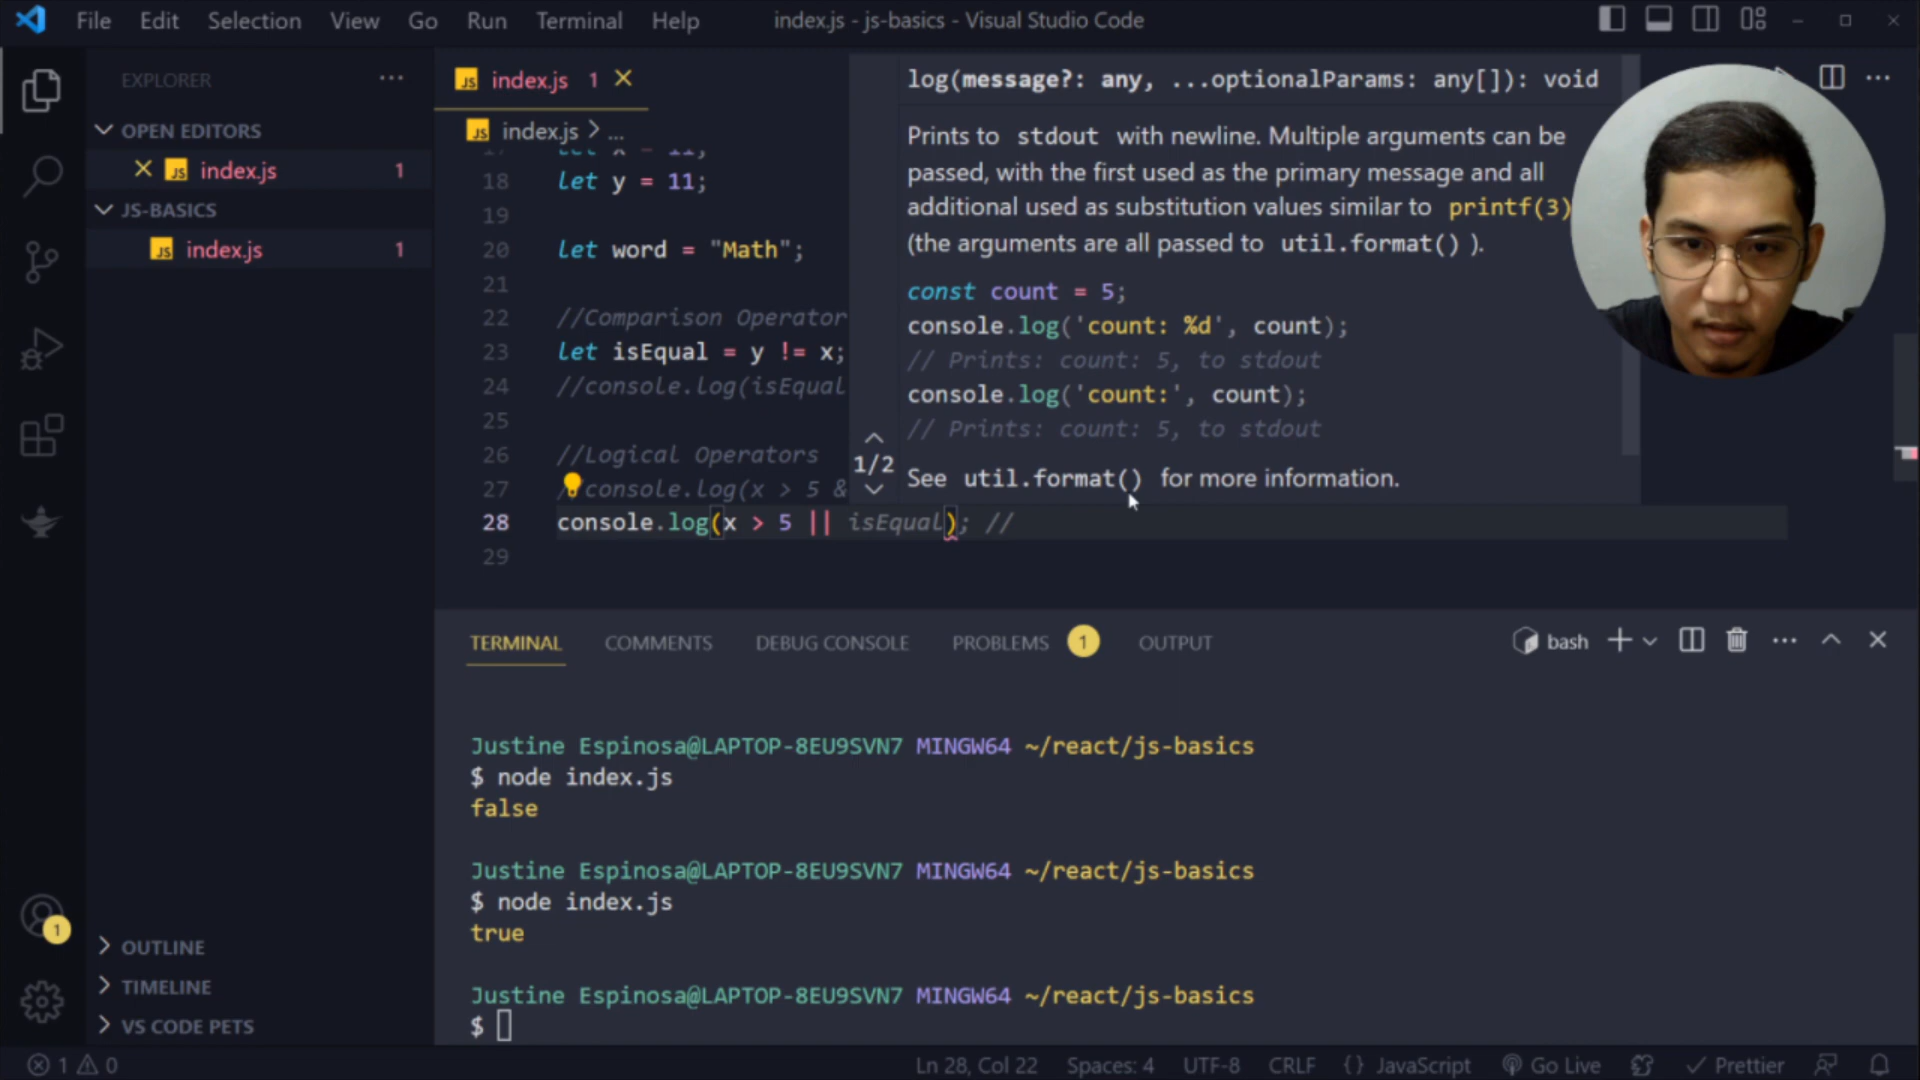 File Edit Selection View Go Run Terminal Help index.js - js-basics - Visual Studio Code
EXPLORER
OPEN EDITORS
index.js 1
JS-BASICS
index.js 1
OUTLINE
TIMELINE
VS CODE PETS
index.js 1
index.js > ...
18 let y = 11;
19
20 let word = "Math";
21
22 //Comparison Operator
23 let isEqual = y != x;
24 //console.log(isEqual
25
26 //Logical Operators
27 //console.log(x > 5 &
28 console.log(x > 5 || isEqual); //
29
log(message?: any, ...optionalParams: any[]): void
Prints to stdout with newline. Multiple arguments can be
passed, with the first used as the primary message and all
additional used as substitution values similar to printf(3)
(the arguments are all passed to util.format() ).
const count = 5;
console.log('count: %d', count);
// Prints: count: 5, to stdout
console.log('count:', count);
// Prints: count: 5, to stdout
1/2
See util.format() for more information.
TERMINAL COMMENTS DEBUG CONSOLE PROBLEMS 1 OUTPUT bash
Justine Espinosa@LAPTOP-8EU9SVN7 MINGW64 ~/react/js-basics
$ node index.js
false
Justine Espinosa@LAPTOP-8EU9SVN7 MINGW64 ~/react/js-basics
$ node index.js
true
Justine Espinosa@LAPTOP-8EU9SVN7 MINGW64 ~/react/js-basics
$
1
1 0 Ln 28, Col 22 Spaces: 4 UTF-8 CRLF {} JavaScript Go Live Prettier